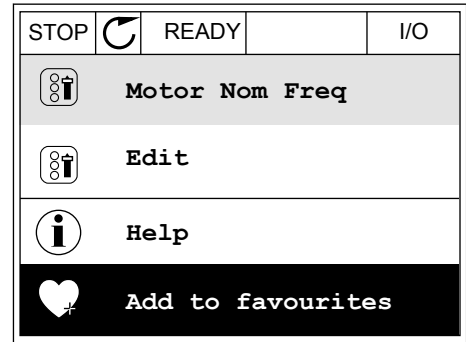 STOP READY I/O
Motor Nom Freq
Edit
Help
Add to favourites